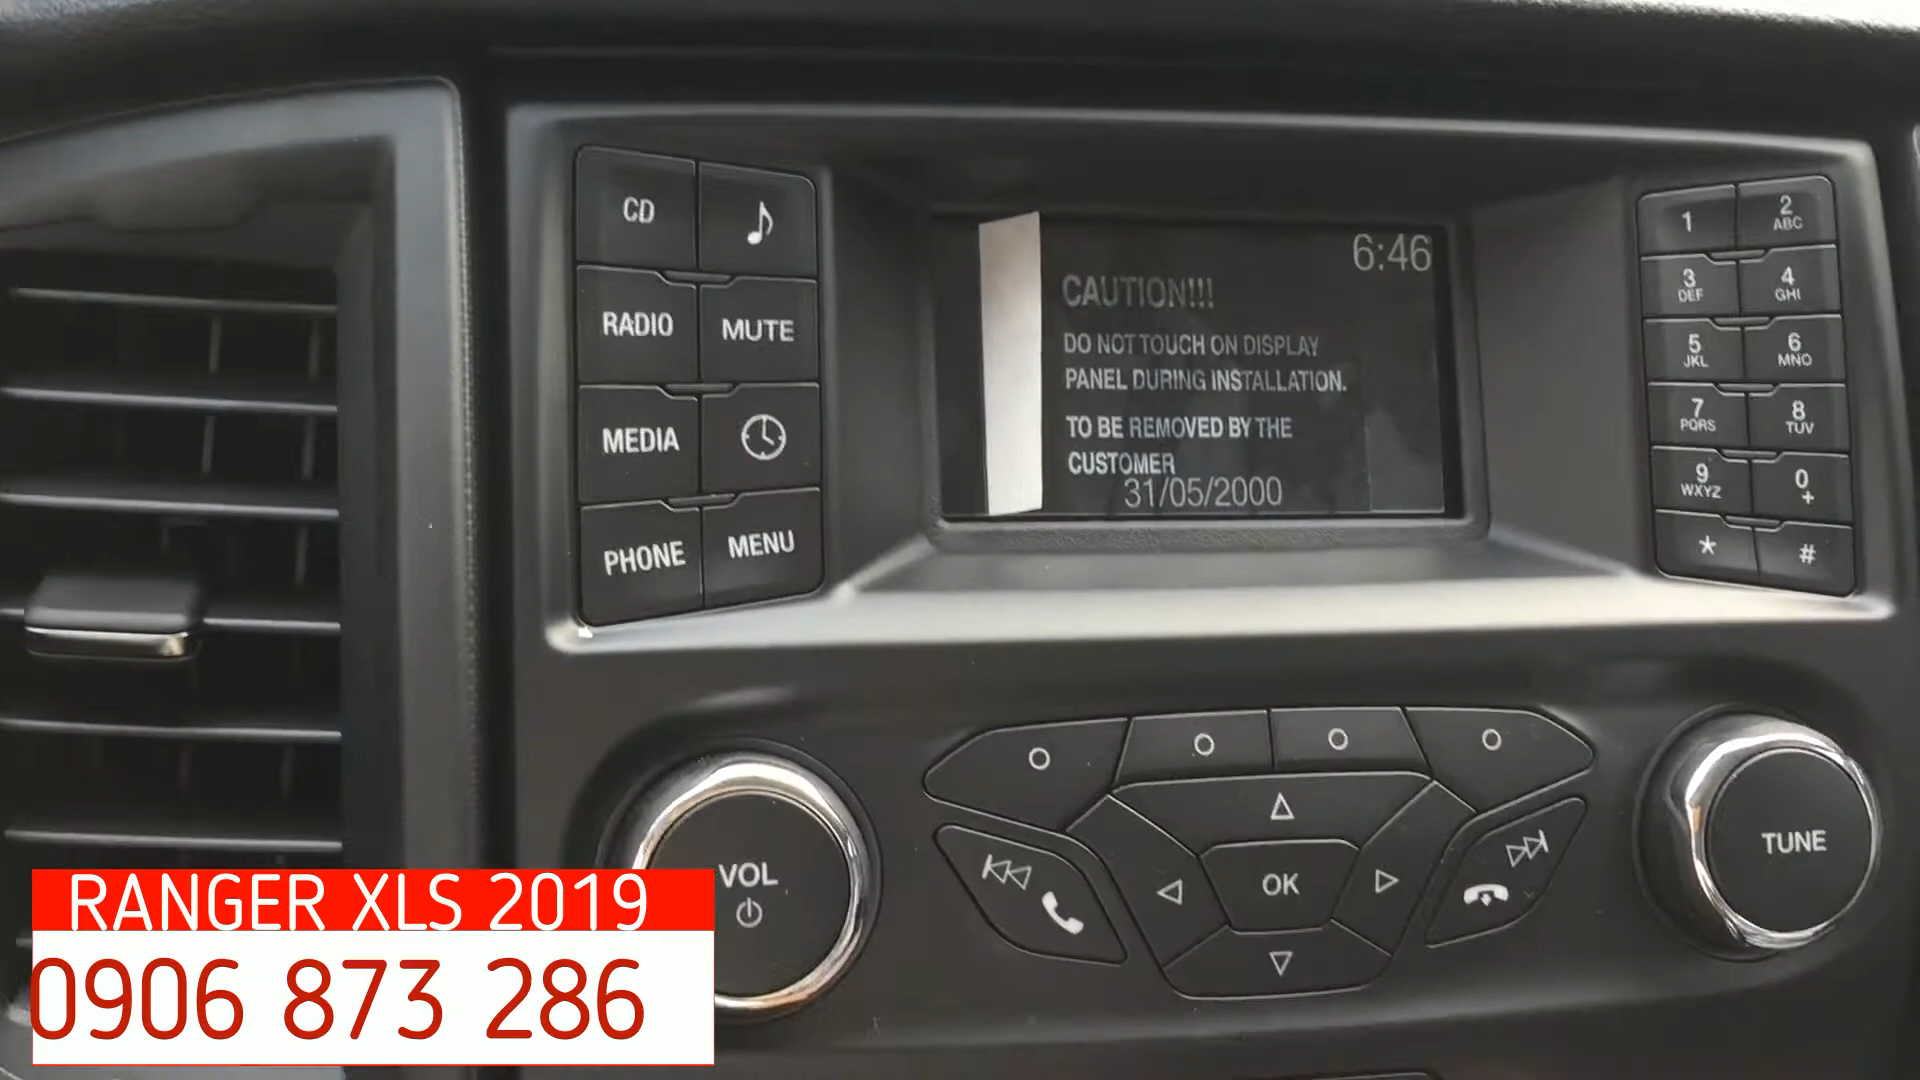 CD
RADIO
MUTE
MEDIA
PHONE
MENU
6:46
CAUTION!!!
DO NOT TOUCH ON DISPLAY
PANEL DURING INSTALLATION.
TO BE REMOVED BY THE
CUSTOMER
31/05/2000
1
2
ABC
3
DEF
4
GHI
5
JKL
6
MNO
7
PQRS
8
TUV
9
WXYZ
0
+
*
#
VOL
OK
TUNE
RANGER XLS 2019
0906 873 286